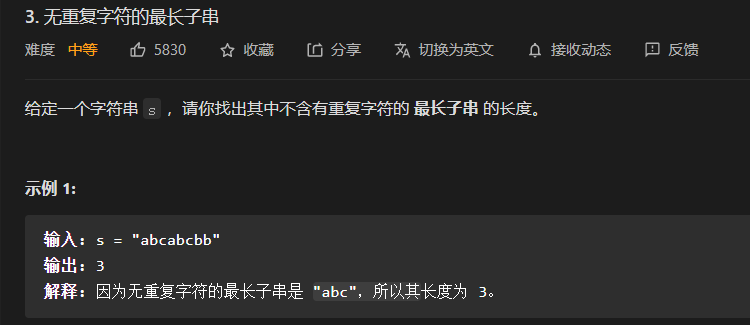 3. 无重复字符的最长子串
难度 中等 5830 收藏 分享 切换为英文 接收动态 反馈
给定一个字符串 s ，请你找出其中不含有重复字符的 最长子串 的长度。
示例 1:
输入: s = "abcabcbb"
输出: 3
解释: 因为无重复字符的最长子串是 "abc"，所以其长度为 3。